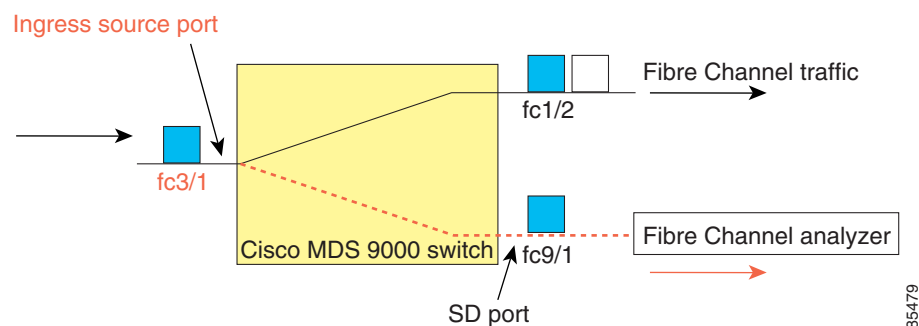 Ingress source port
Fibre Channel traffic
fc1/2
fc3/1
Cisco MDS 9000 switch
fc9/1
Fibre Channel analyzer
SD port
85479